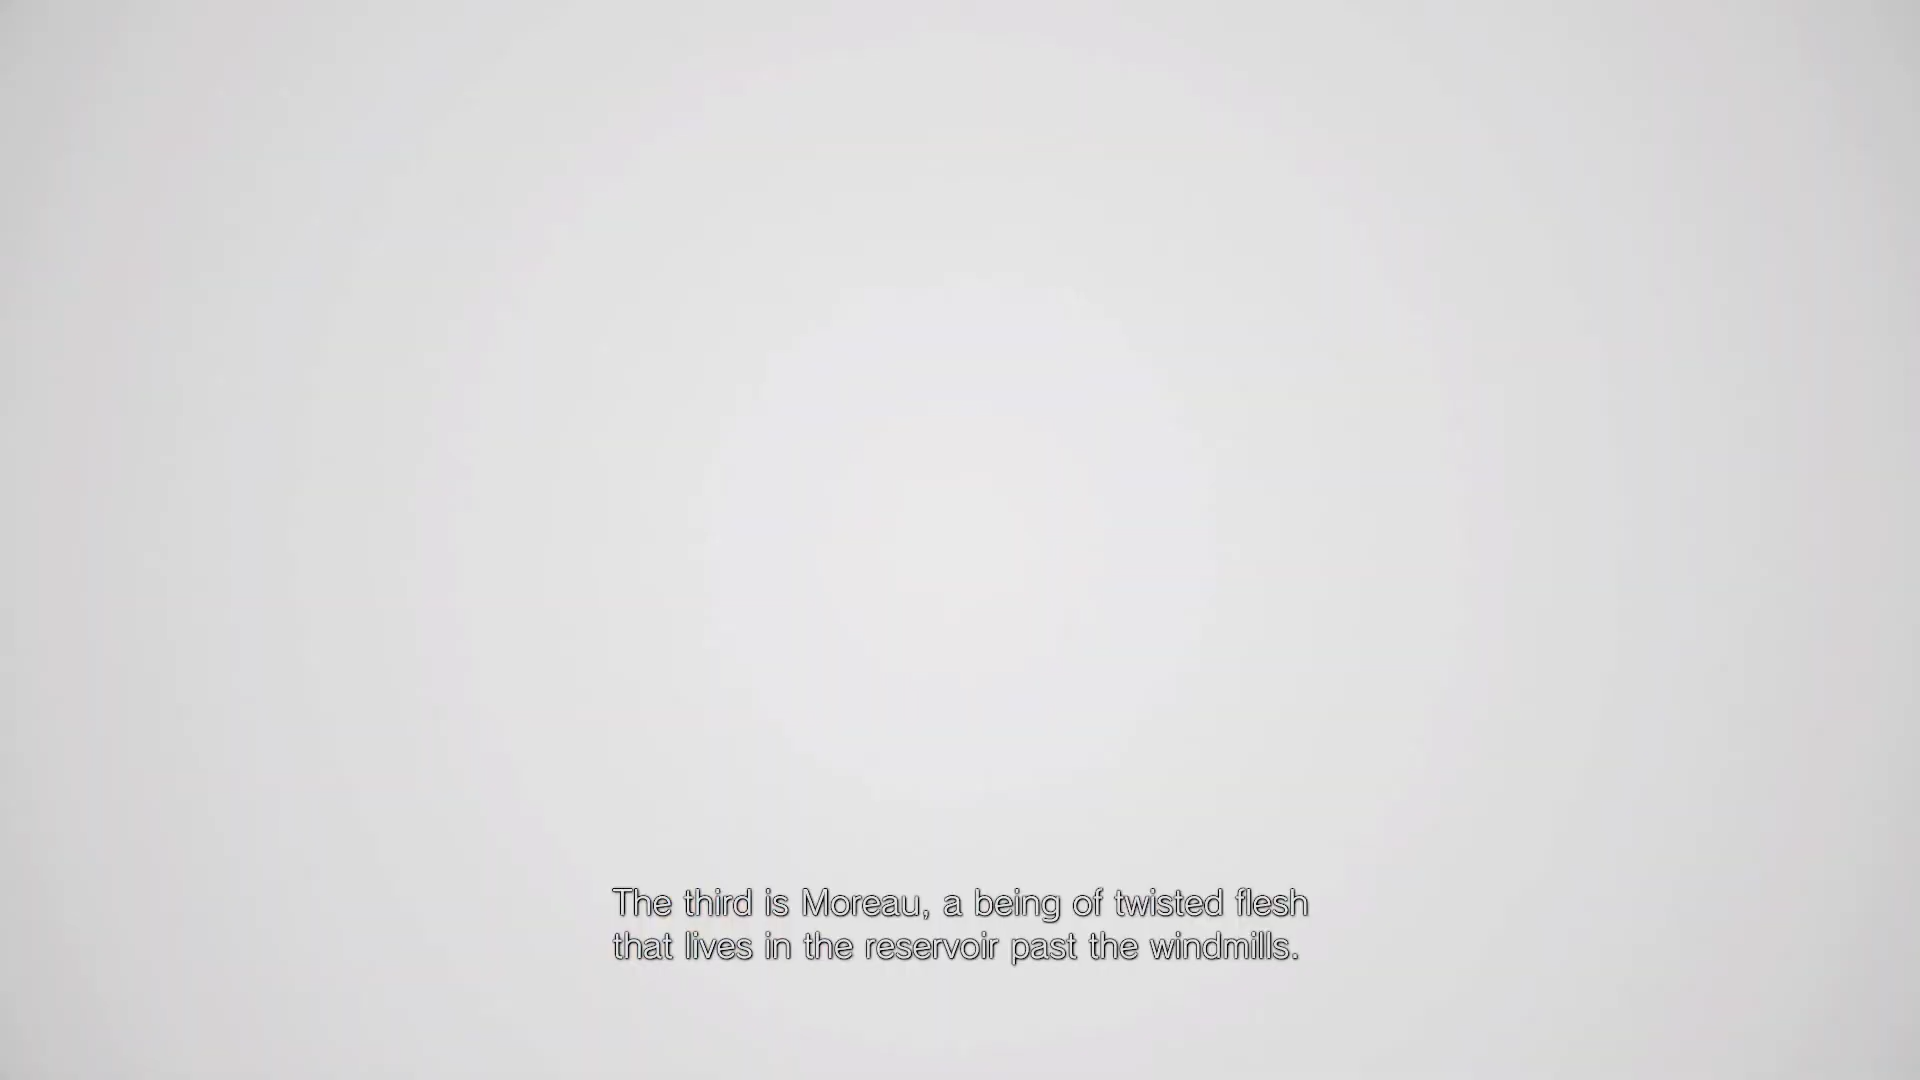 The third is Moreau, a being of twisted flesh
that lives in the reservoir past the windmills.